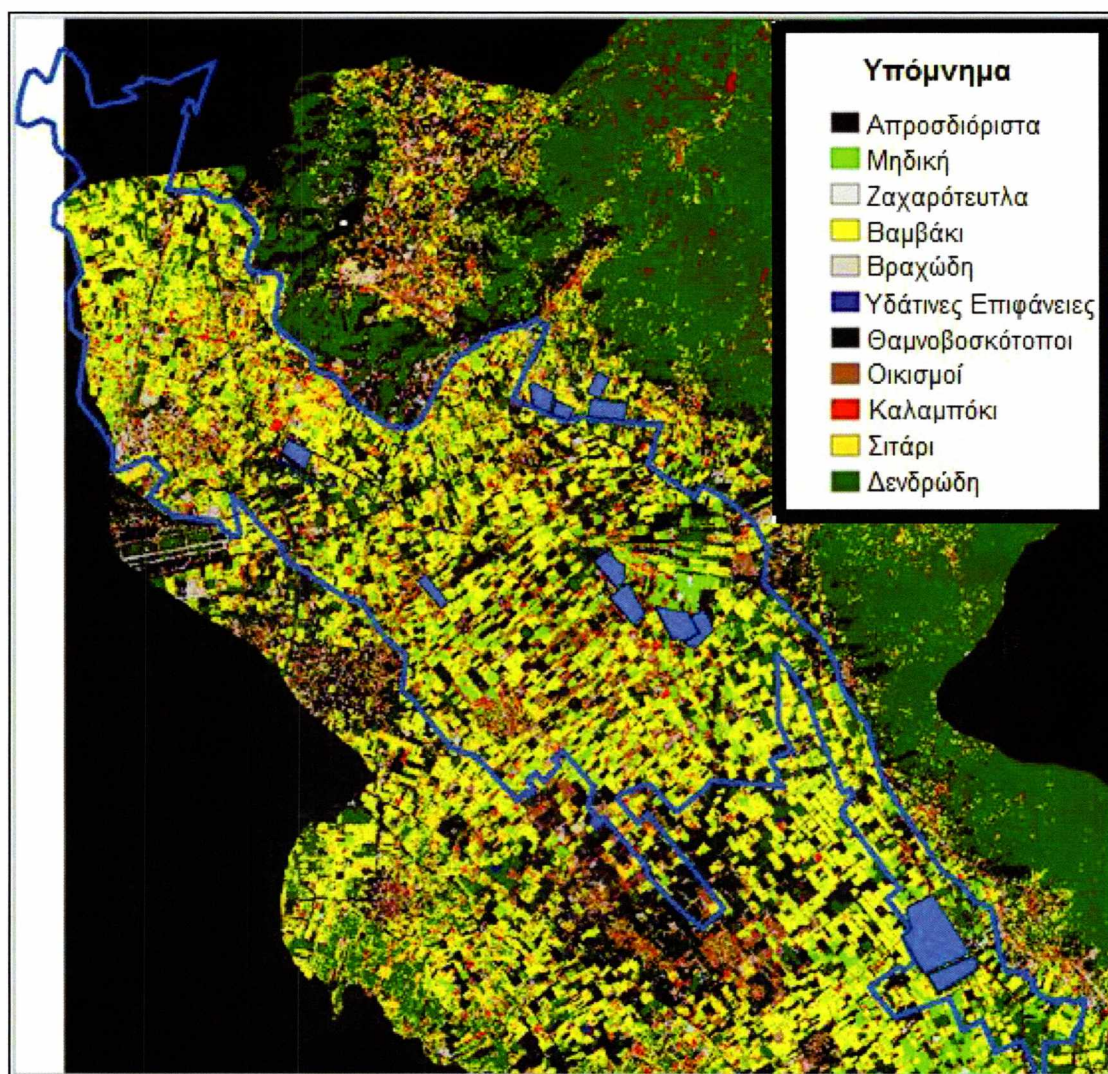 Υπόμνημα
Απροσδιόριστα
Μηδική
Ζαχαρότευτλα
Βαμβάκι
Βραχώδη
Υδάτινες Επιφάνειες
Θαμνοβοσκότοποι
Οικισμοί
Καλαμπόκι
Σιτάρι
Δενδρώδη